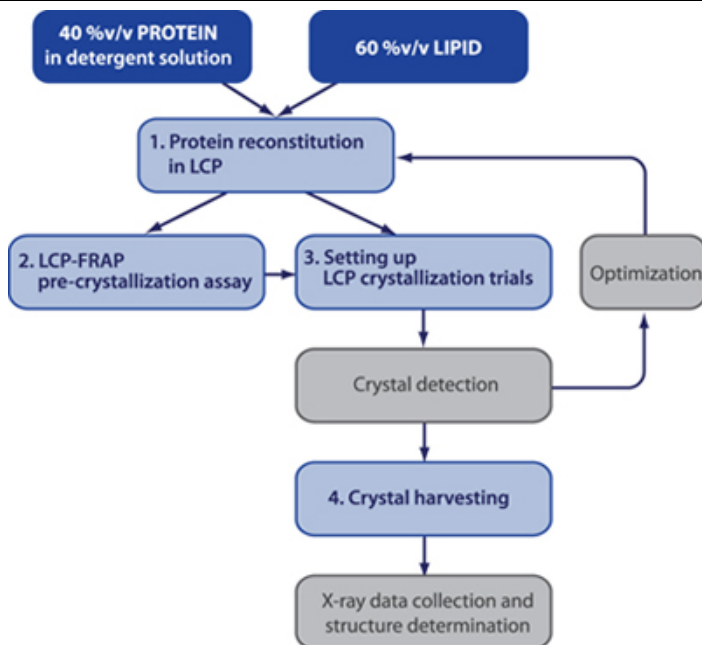 40 %v/v PROTEIN
in detergent solution
60 %v/v LIPID
1. Protein reconstitution
in LCP
2. LCP-FRAP
pre-crystallization assay
3. Setting up
LCP crystallization trials
Optimization
Crystal detection
4. Crystal harvesting
X-ray data collection and
structure determination